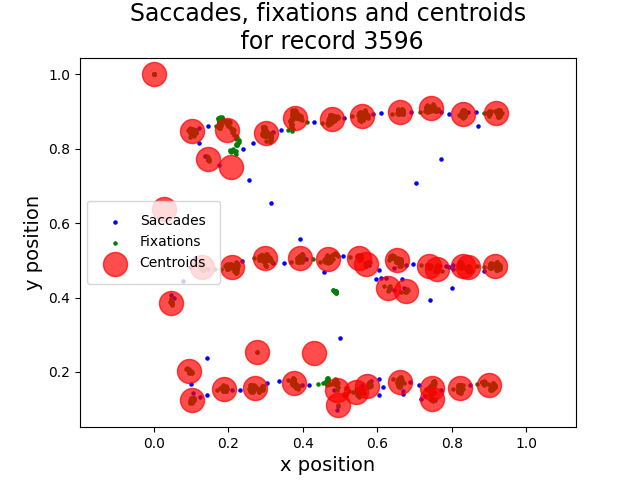 Saccades, fixations and centroids
for record 3596
1.0
0.8
0.6
0.4
0.2
y position
Saccades
Fixations
Centroids
0.0
0.2
0.4
0.6
0.8
1.0
x position